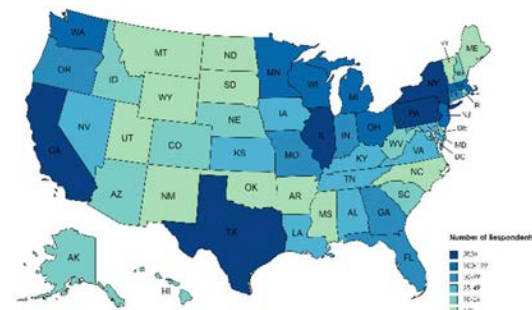 WA
MT
ND
ME
OR
ID
MN
WI
MI
NY
SD
WY
IA
PA
NJ
NE
NV
UT
CO
IL
IN
OH
DE
MD
DC
WV
VA
KS
MO
KY
CA
NC
TN
AZ
NM
OK
AR
SC
MS
AL
GA
TX
LA
FL
AK
HI
Number of Respondents